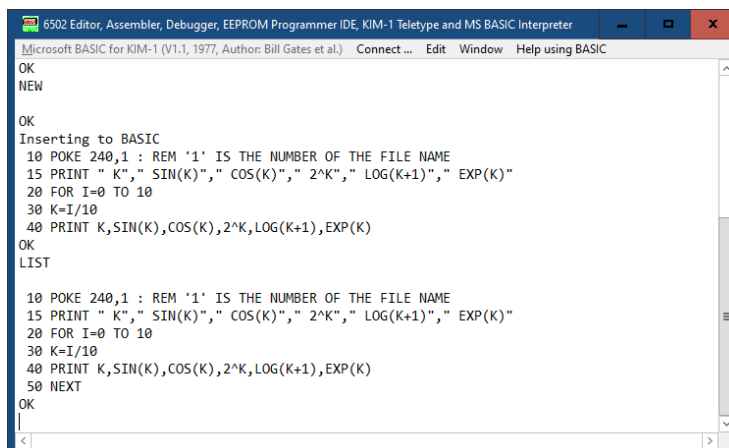 6502 Editor, Assembler, Debugger, EEPROM Programmer IDE, KIM-1 Teletype and MS BASIC Interpreter
Microsoft BASIC for KIM-1 (V1.1, 1977, Author: Bill Gates et al.) Connect ... Edit Window Help using BASIC
OK
NEW
OK
Inserting to BASIC
10 POKE 240,1 : REM '1' IS THE NUMBER OF THE FILE NAME
15 PRINT " K"," SIN(K)"," COS(K)"," 2^K"," LOG(K+1)"," EXP(K)"
20 FOR I=0 TO 10
30 K=I/10
40 PRINT K,SIN(K),COS(K),2^K,LOG(K+1),EXP(K)
OK
LIST
10 POKE 240,1 : REM '1' IS THE NUMBER OF THE FILE NAME
15 PRINT " K"," SIN(K)"," COS(K)"," 2^K"," LOG(K+1)"," EXP(K)"
20 FOR I=0 TO 10
30 K=I/10
40 PRINT K,SIN(K),COS(K),2^K,LOG(K+1),EXP(K)
50 NEXT
OK